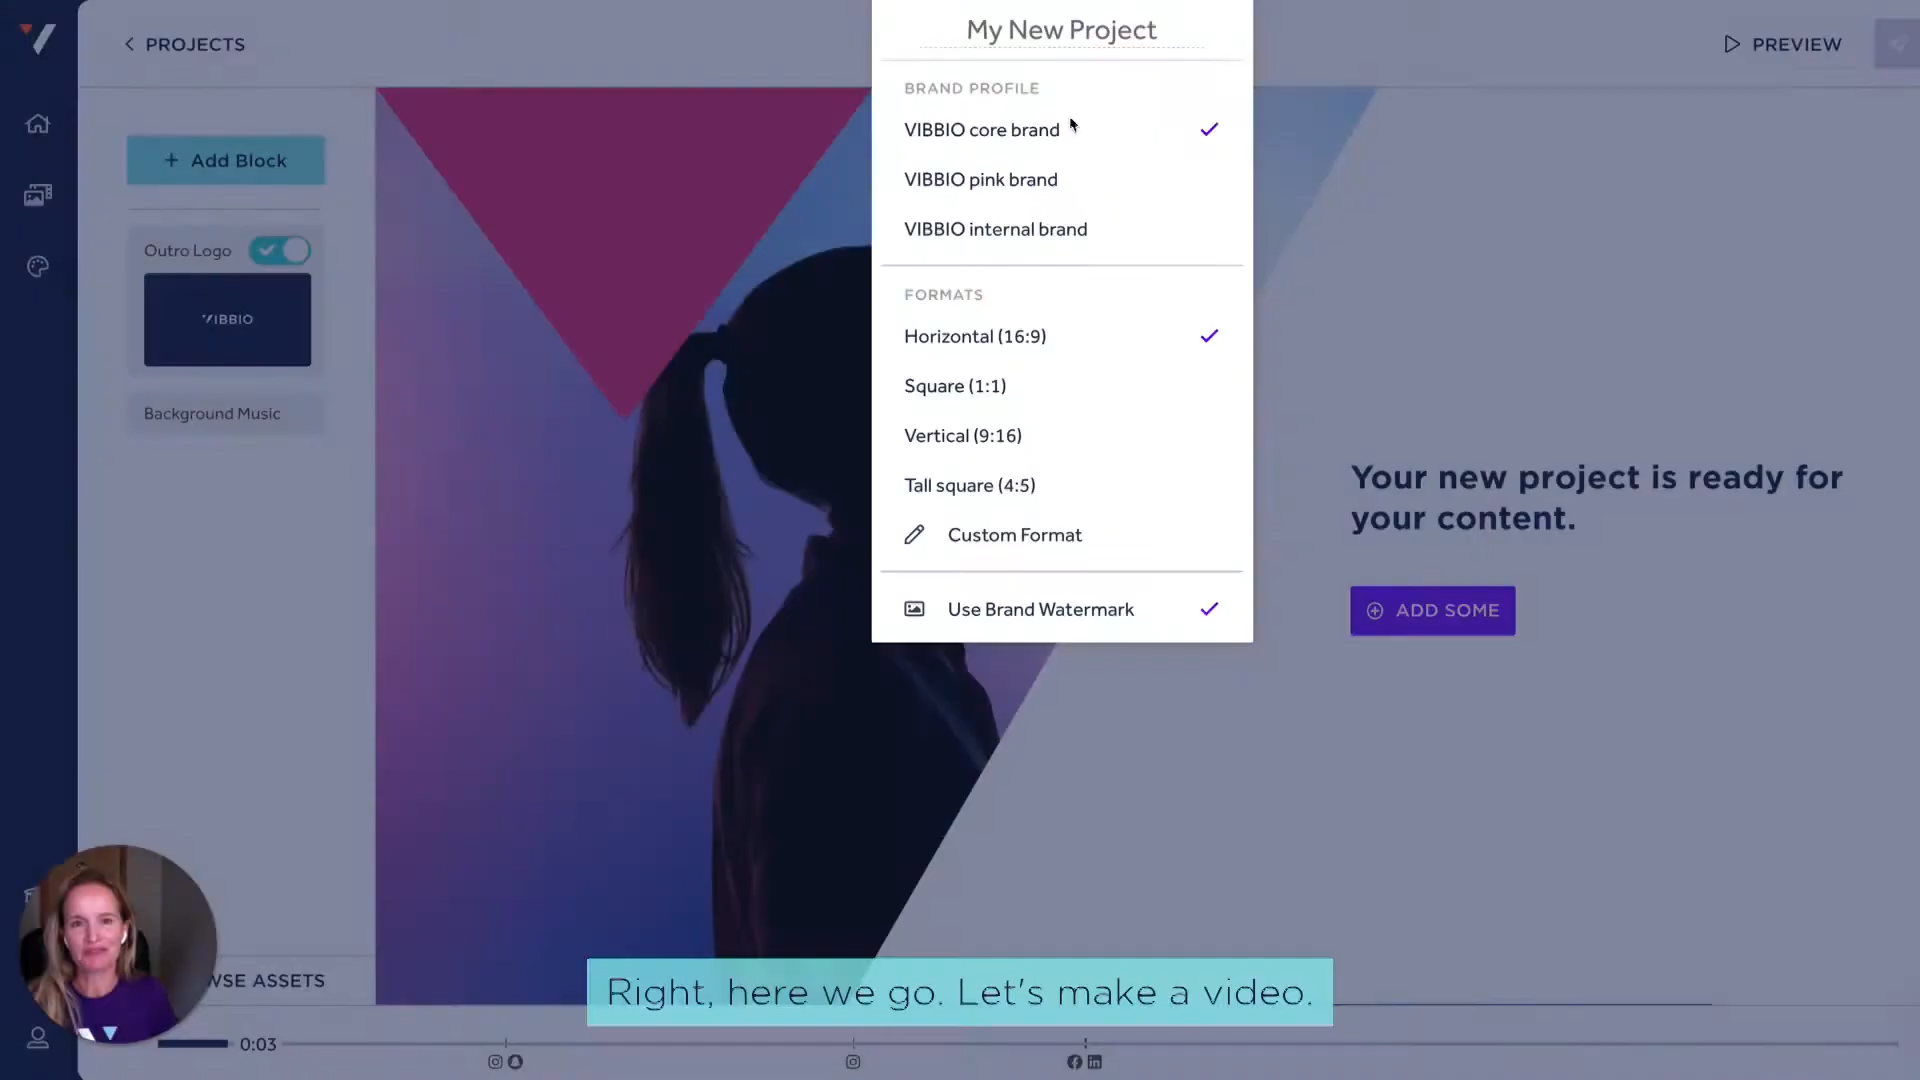 PROJECTS
My New Project
PREVIEW
BRAND PROFILE
VIBBIO core brand
VIBBIO pink brand
VIBBIO internal brand
+ Add Block
Outro Logo
VIBBIO
Background Music
FORMATS
Horizontal (16:9)
Square (1:1)
Vertical (9:16)
Tall square (4:5)
Custom Format
Use Brand Watermark
Your new project is ready for
your content.
ADD SOME
WSE ASSETS
Right, here we go. Let's make a video.
0:03